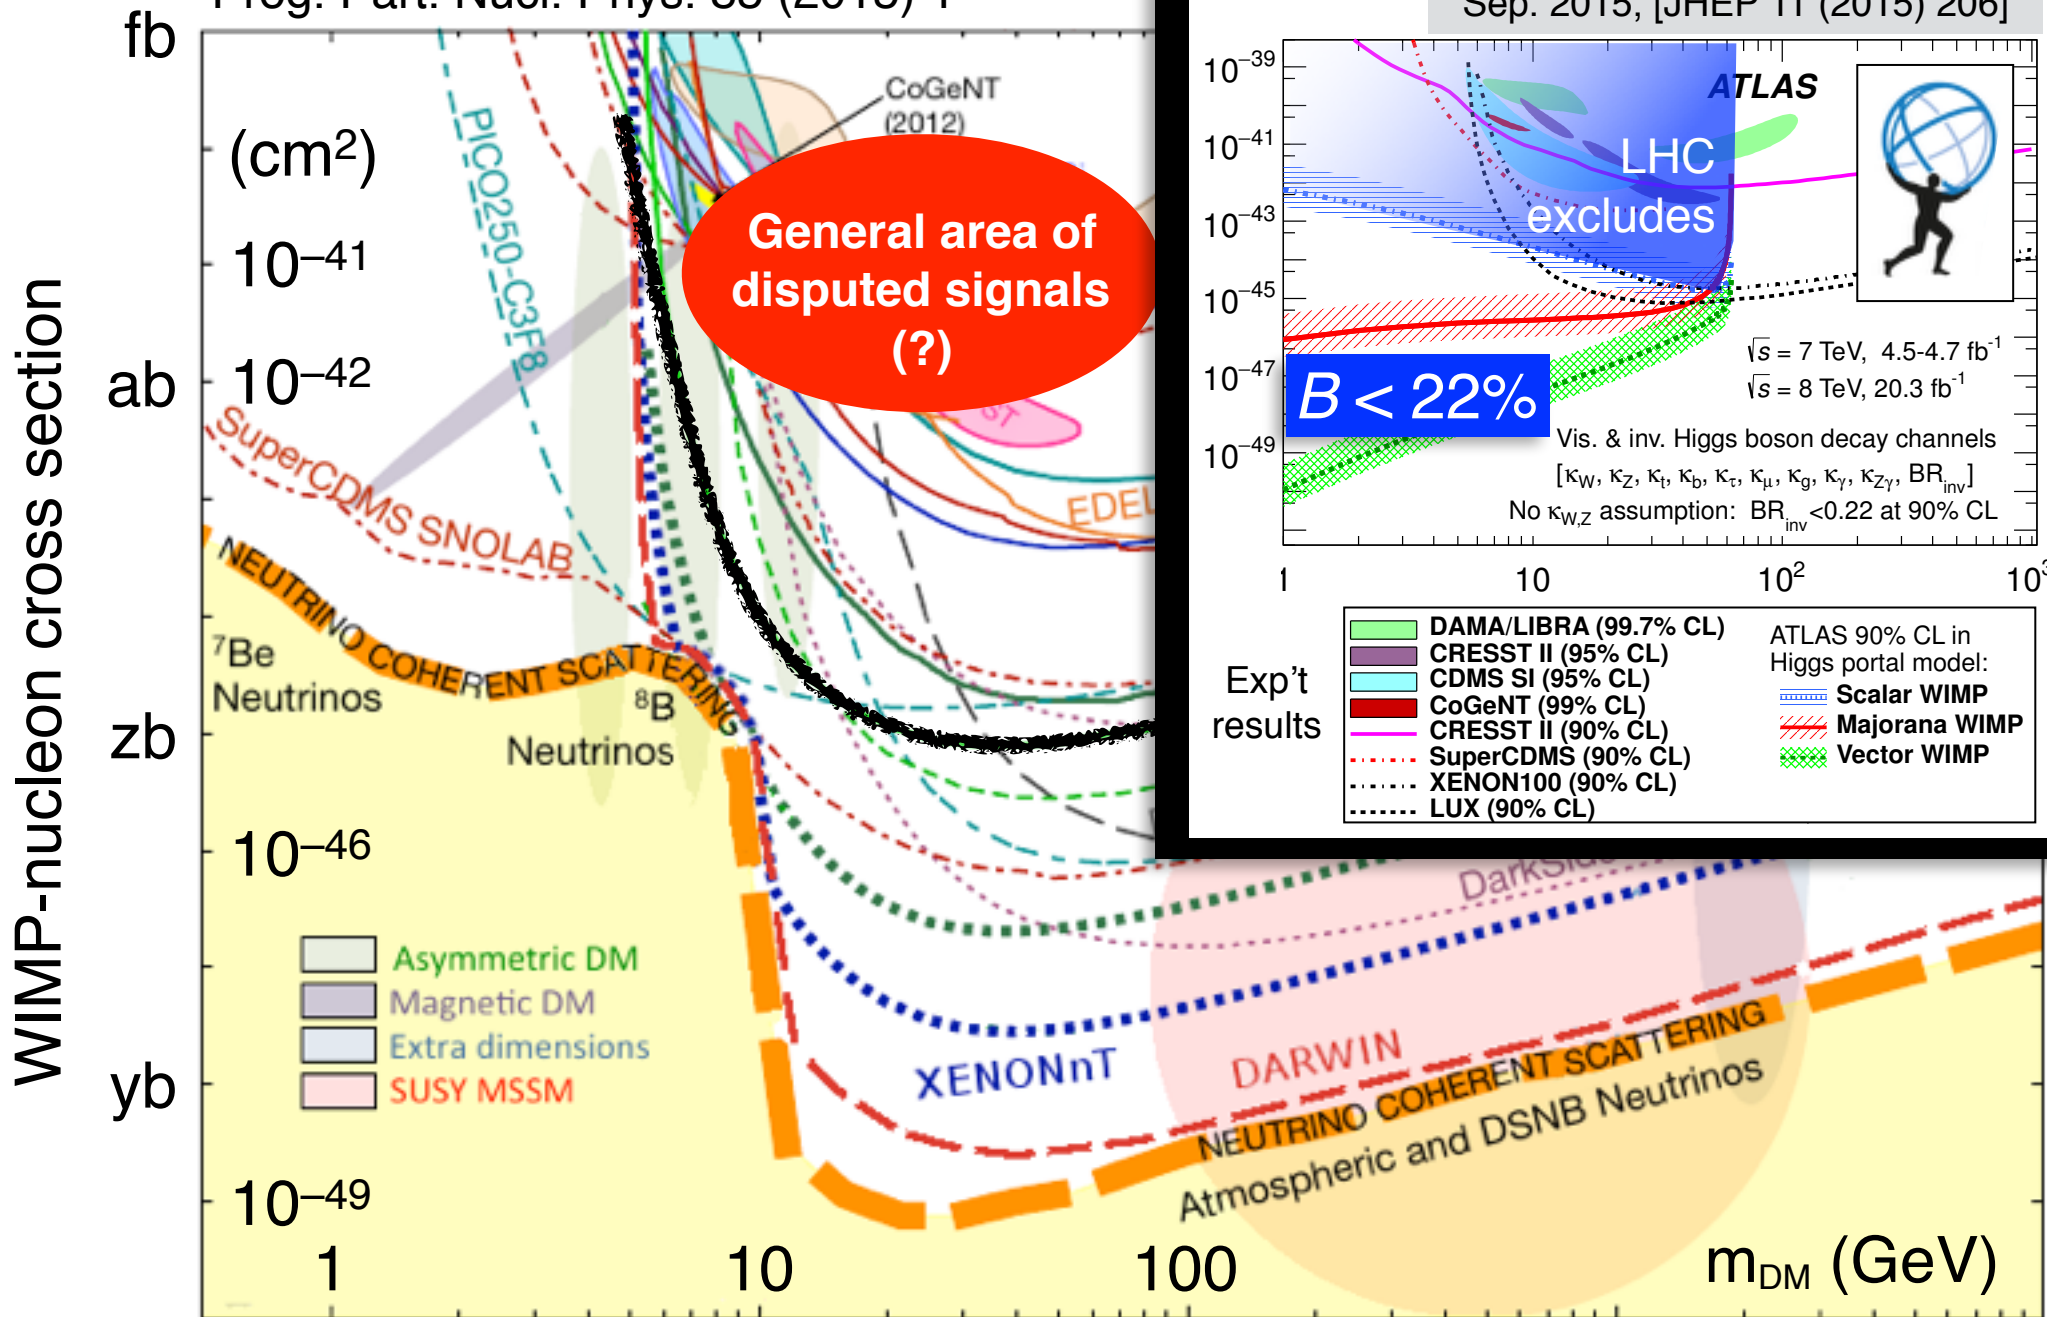 Prog. Part. Nucl. Phys. 85 (2015) 1
fb
(cm2)
10–41
ab
10–42
zb
10–46
yb
10–49
WIMP-nucleon cross section
1
10
100
mDM (GeV)
PICO250-C3F8
CoGeNT
(2012)
General area of
disputed signals
(?)
EDEL
SuperCDMS SNOLAB
NEUTRINO COHERENT SCATTERING
7Be
Neutrinos
8B
Neutrinos
Asymmetric DM
Magnetic DM
Extra dimensions
SUSY MSSM
XENONnT
DARWIN
DarkSide
NEUTRINO COHERENT SCATTERING
Atmospheric and DSNB Neutrinos
Sep. 2015, [JHEP 11 (2015) 206]
10−39
10−41
10−43
10−45
10−47
10−49
ATLAS
LHC
excludes
B < 22%
√s = 7 TeV, 4.5-4.7 fb-1
√s = 8 TeV, 20.3 fb-1
Vis. & inv. Higgs boson decay channels
[κW, κZ, κt, κb, κτ, κμ, κg, κγ, κZγ, BRinv]
No κW,Z assumption: BRinv<0.22 at 90% CL
1
10
102
103
Exp't
results
DAMA/LIBRA (99.7% CL)
CRESST II (95% CL)
CDMS SI (95% CL)
CoGeNT (99% CL)
CRESST II (90% CL)
SuperCDMS (90% CL)
XENON100 (90% CL)
LUX (90% CL)
ATLAS 90% CL in
Higgs portal model:
Scalar WIMP
Majorana WIMP
Vector WIMP